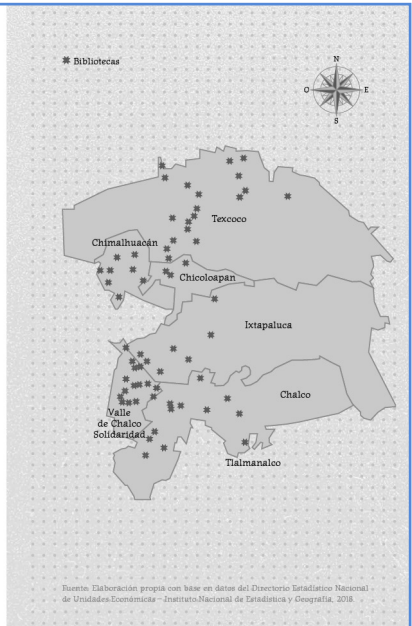 Bibliotecas
N
O
E
S
Texcoco
Chimalhuacán
Chicoloapan
Ixtapaluca
Chalco
Valle
de Chalco
Solidaridad
Tlalmanalco
Fuente: Elaboración propia con base en datos del Directorio Estadístico Nacional
de Unidades Económicas – Instituto Nacional de Estadística y Geografía, 2018.